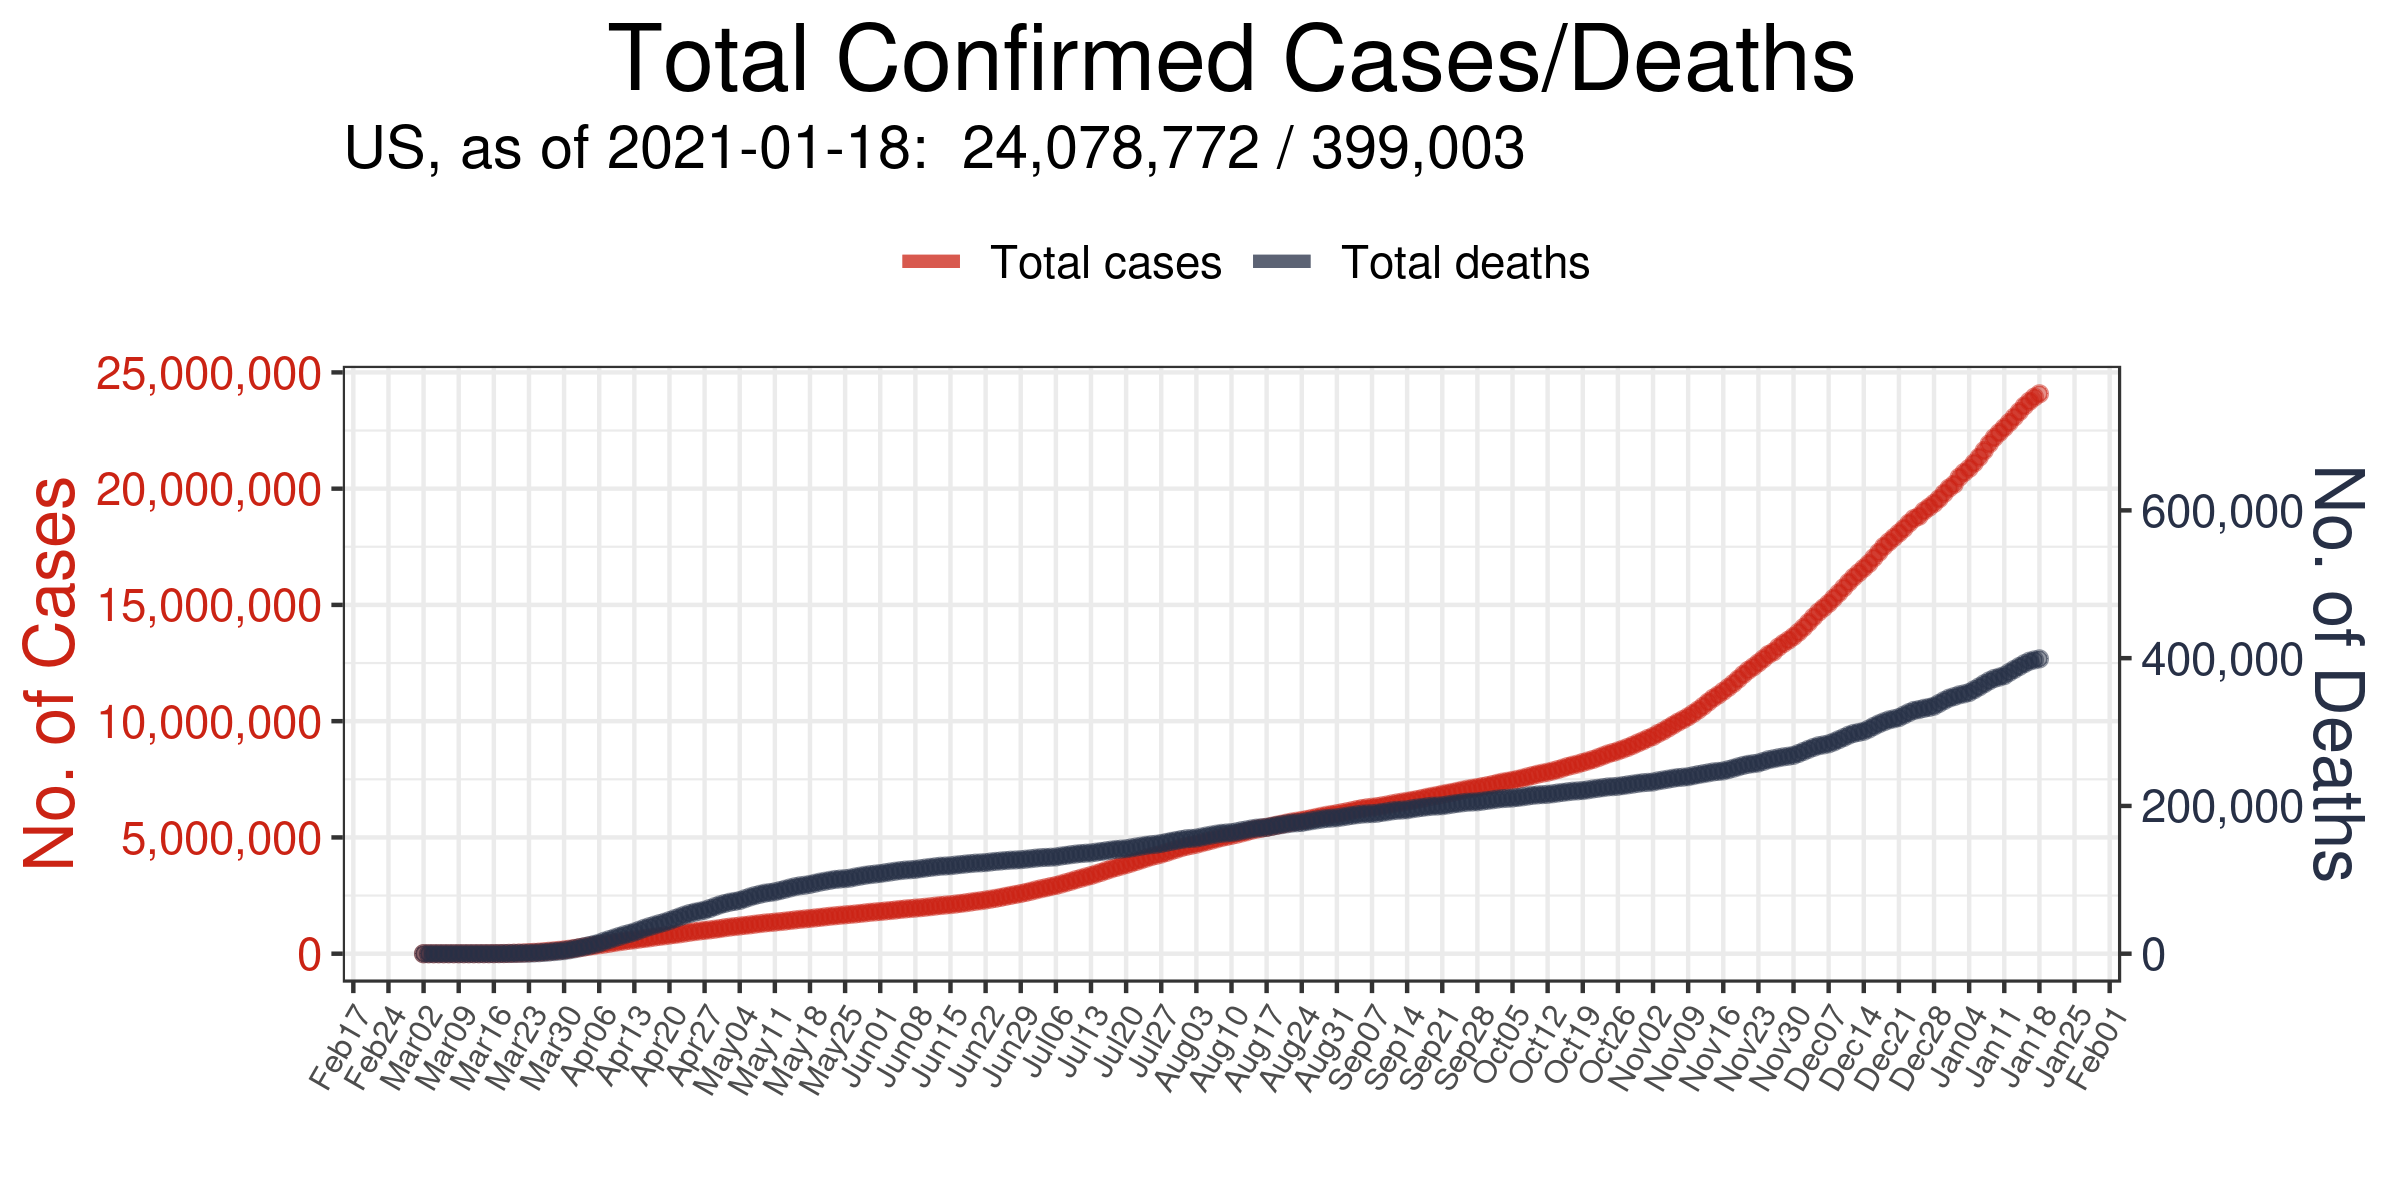 Total Confirmed Cases/Deaths
US, as of 2021-01-18:  24,078,772 / 399,003
Total cases
Total deaths
No. of Cases
25,000,000
20,000,000
15,000,000
10,000,000
5,000,000
0
600,000
400,000
200,000
0
No. of Deaths
Feb17
Feb24
Mar02
Mar09
Mar16
Mar23
Mar30
Apr06
Apr13
Apr20
Apr27
May04
May11
May18
May25
Jun01
Jun08
Jun15
Jun22
Jun29
Jul06
Jul13
Jul20
Jul27
Aug03
Aug10
Aug17
Aug24
Aug31
Sep07
Sep14
Sep21
Sep28
Oct05
Oct12
Oct19
Oct26
Nov02
Nov09
Nov16
Nov23
Nov30
Dec07
Dec14
Dec21
Dec28
Jan04
Jan11
Jan18
Jan25
Feb01